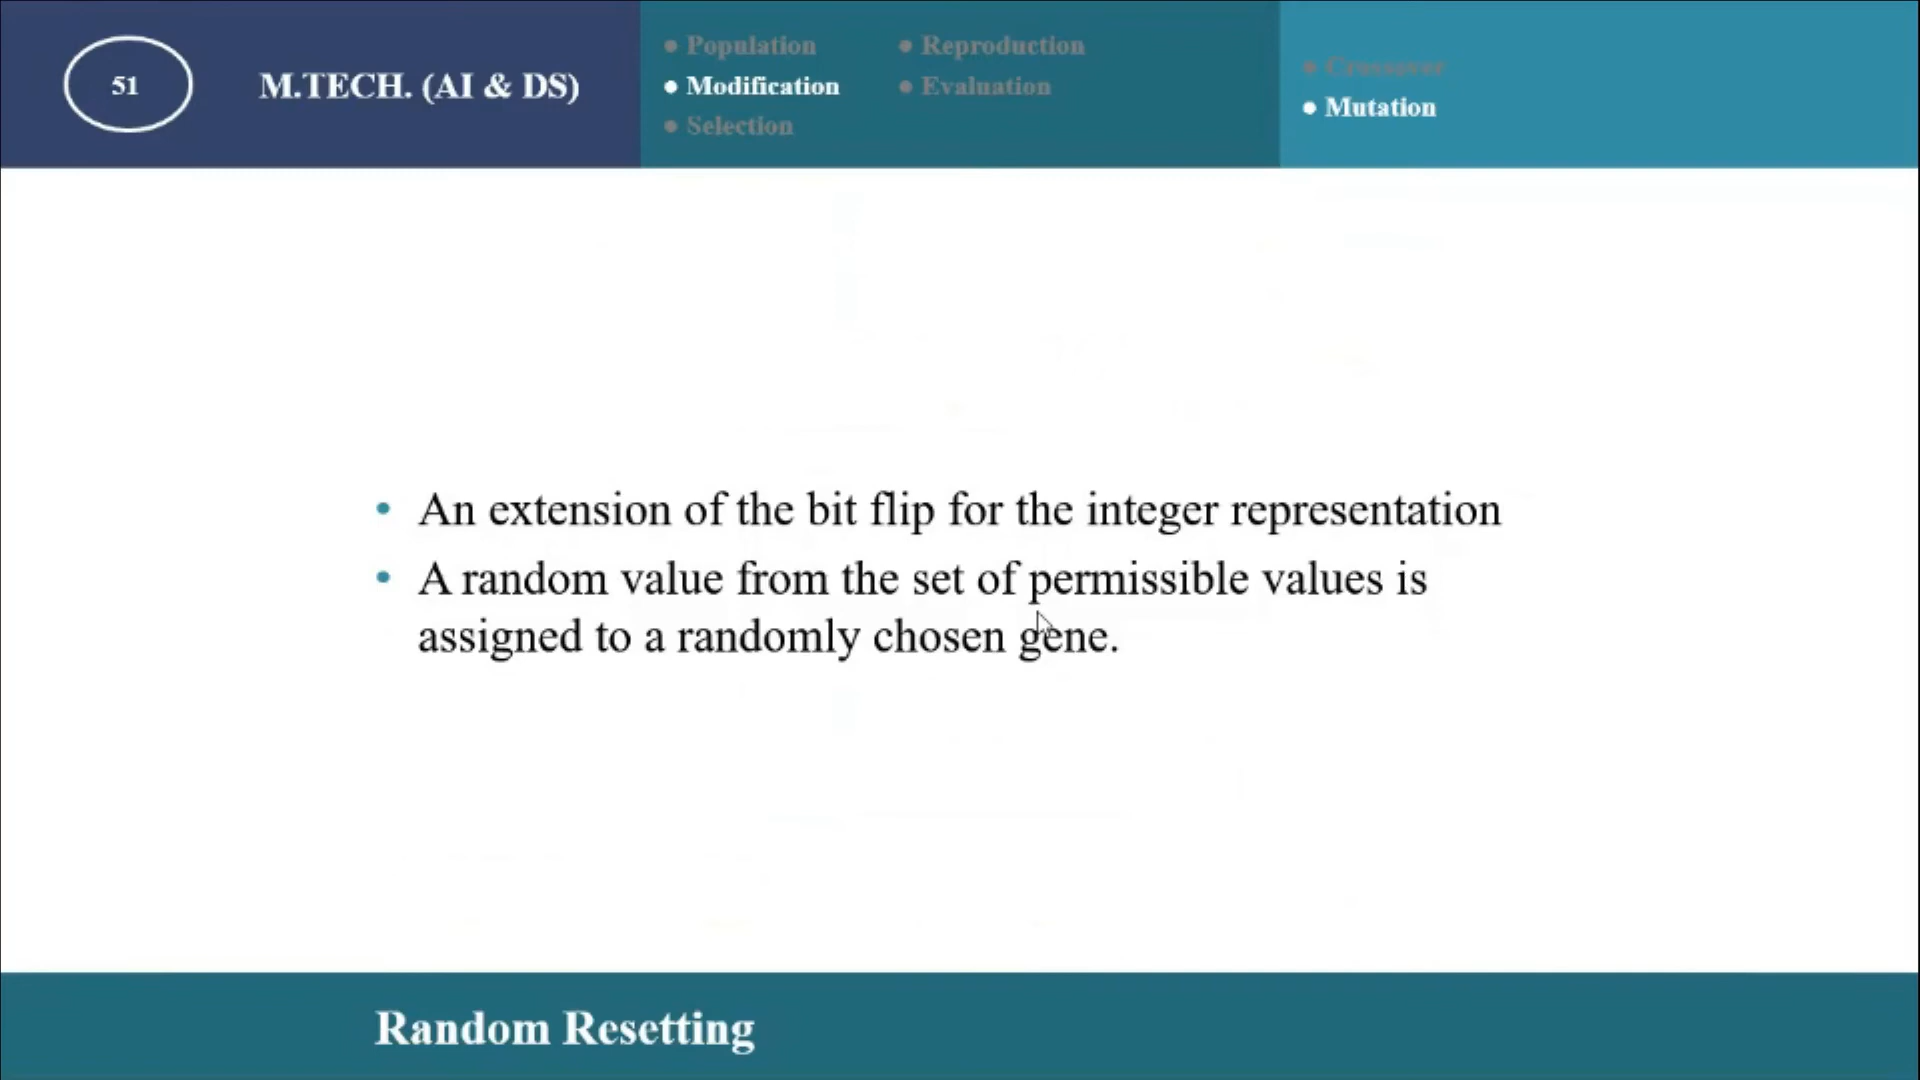 51
M.TECH. (AI & DS)
● Population
● Modification
● Selection
● Reproduction
● Evaluation
● Crossover
● Mutation
• An extension of the bit flip for the integer representation
• A random value from the set of permissible values is
assigned to a randomly chosen gene.
Random Resetting